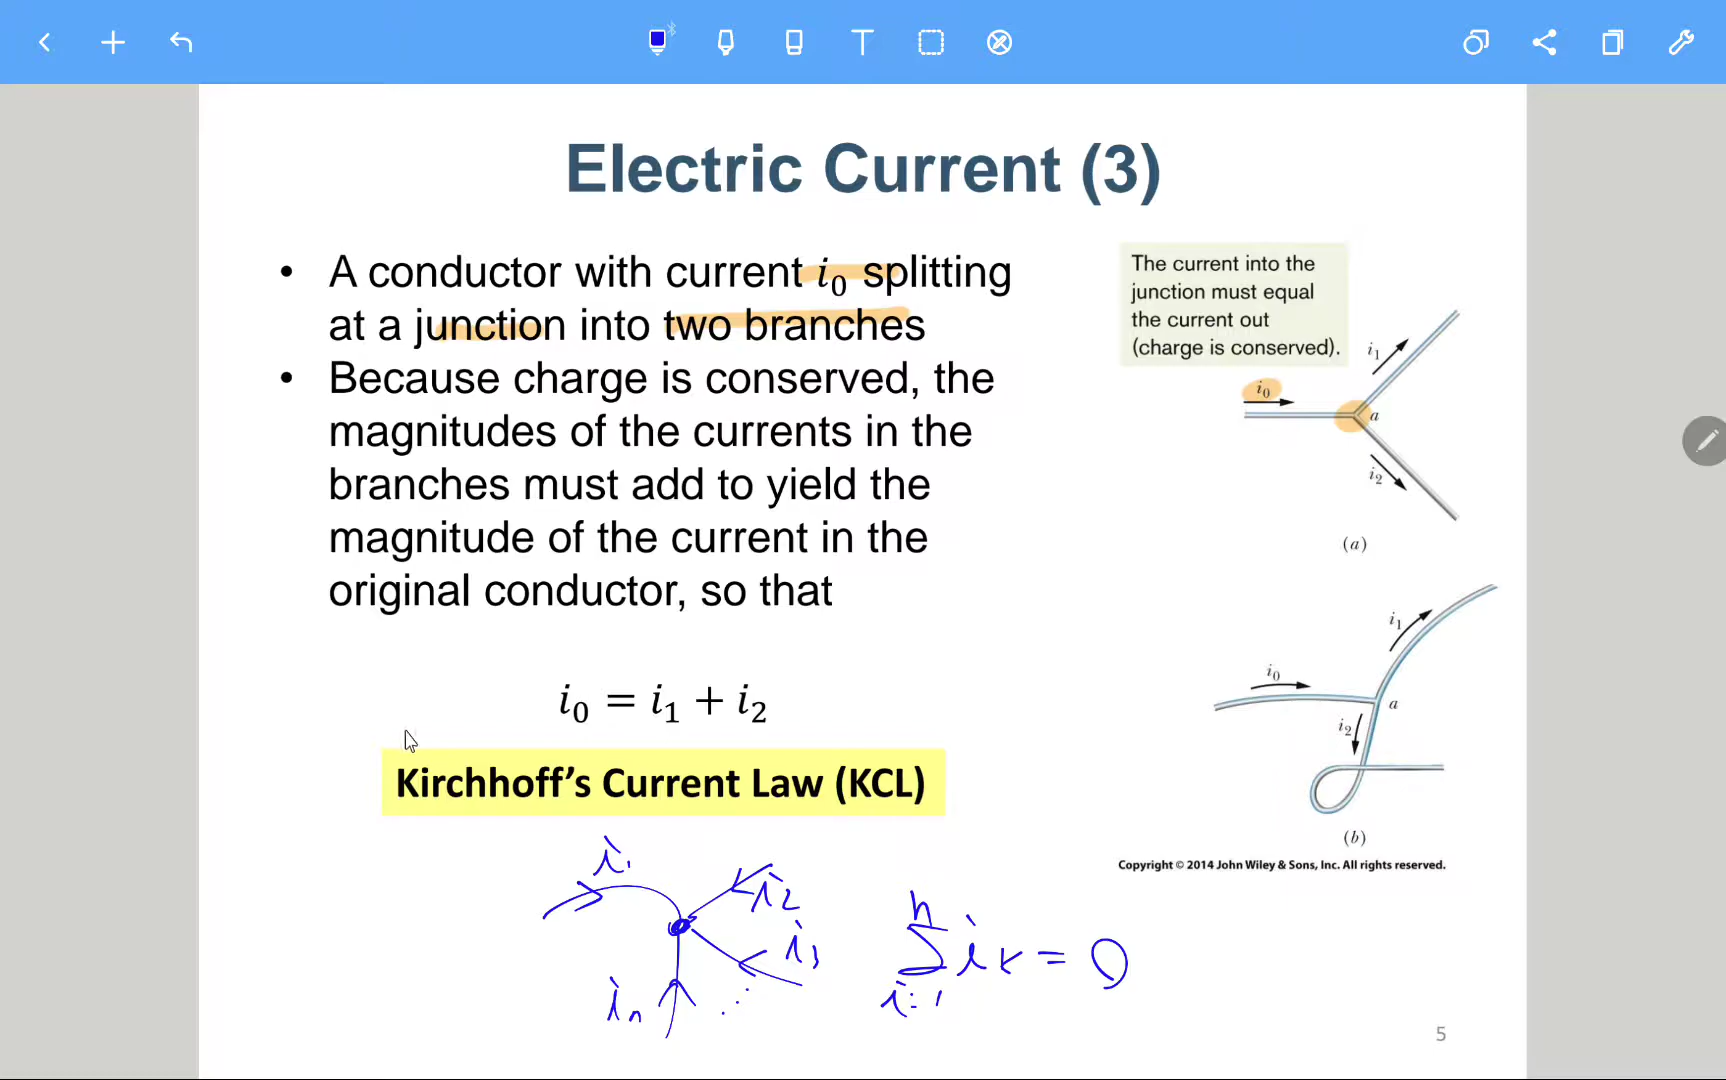 Electric Current (3)
• A conductor with current i₀ splitting
at a junction into two branches
• Because charge is conserved, the
magnitudes of the currents in the
branches must add to yield the
magnitude of the current in the
original conductor, so that
i₀ = i₁ + i₂
Kirchhoff’s Current Law (KCL)
The current into the
junction must equal
the current out
(charge is conserved).
i₁
i₀
a
i₂
(a)
i₁
i₀
a
i₂
(b)
Copyright © 2014 John Wiley & Sons, Inc. All rights reserved.
i₁
i₂
i₃
iₙ
n
∑ iₖ = 0
i=1
5